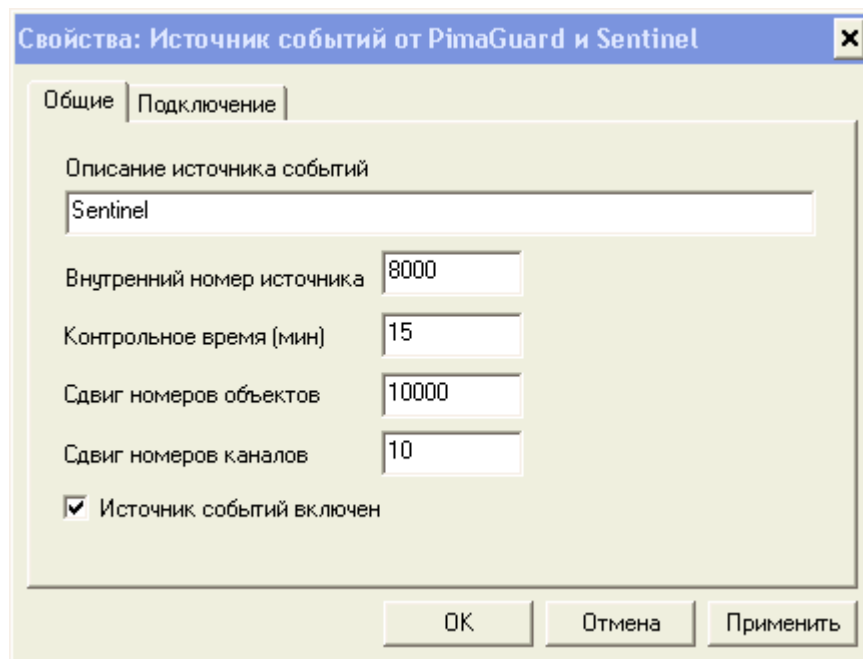 Свойства: Источник событий от PimaGuard и Sentinel
Общие
Подключение
Описание источника событий
Sentinel
Внутренний номер источника 8000
Контрольное время (мин) 15
Сдвиг номеров объектов 10000
Сдвиг номеров каналов 10
Источник событий включен
OK Отмена Применить